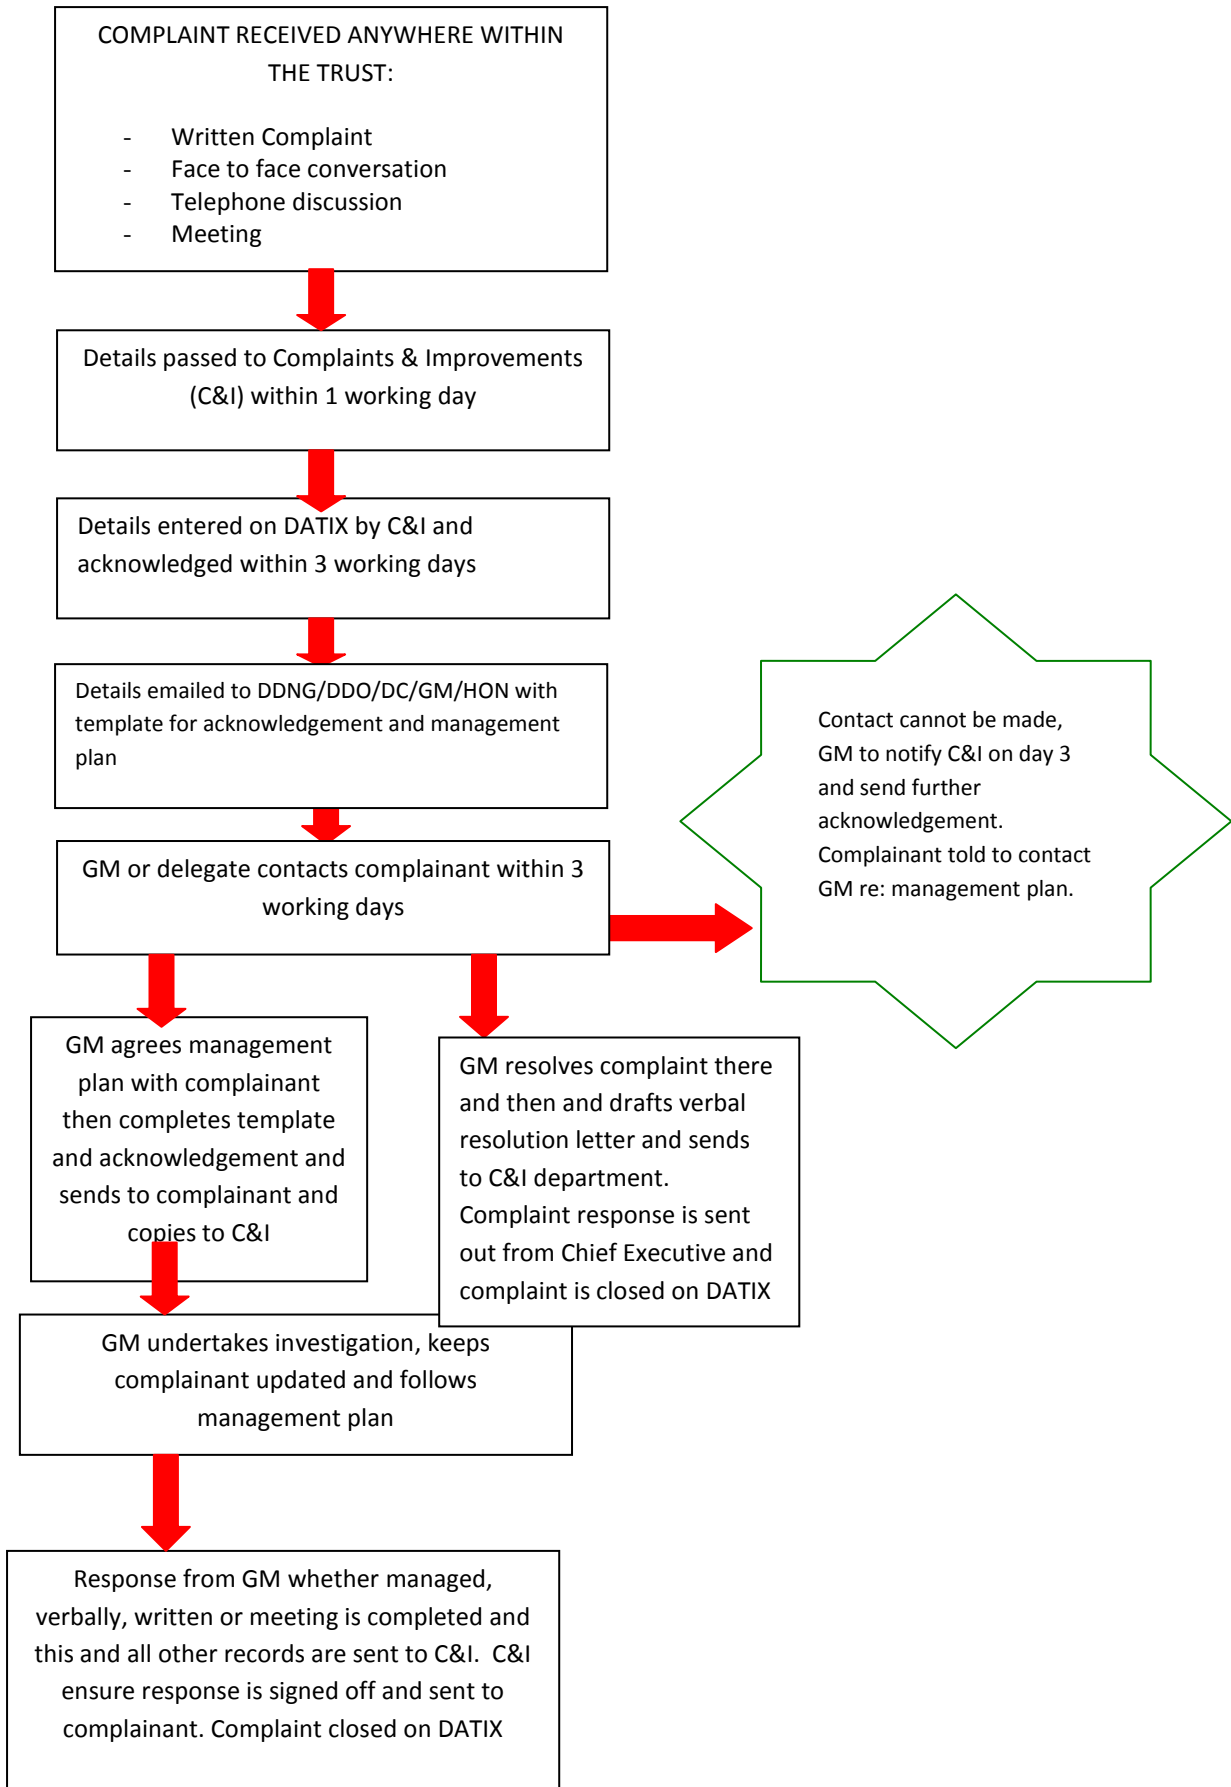 COMPLAINT RECEIVED ANYWHERE WITHIN
THE TRUST:
- Written Complaint
- Face to face conversation
- Telephone discussion
- Meeting
Details passed to Complaints & Improvements
(C&I) within 1 working day
Details entered on DATIX by C&I and
acknowledged within 3 working days
Details emailed to DDNG/DDO/DC/GM/HON with
template for acknowledgement and management
plan
Contact cannot be made,
GM to notify C&I on day 3
and send further
acknowledgement.
Complainant told to contact
GM re: management plan.
GM or delegate contacts complainant within 3
working days
GM agrees management
plan with complainant
then completes template
and acknowledgement and
sends to complainant and
copies to C&I
GM resolves complaint there
and then and drafts verbal
resolution letter and sends
to C&I department.
Complaint response is sent
out from Chief Executive and
complaint is closed on DATIX
GM undertakes investigation, keeps
complainant updated and follows
management plan
Response from GM whether managed,
verbally, written or meeting is completed and
this and all other records are sent to C&I.  C&I
ensure response is signed off and sent to
complainant. Complaint closed on DATIX